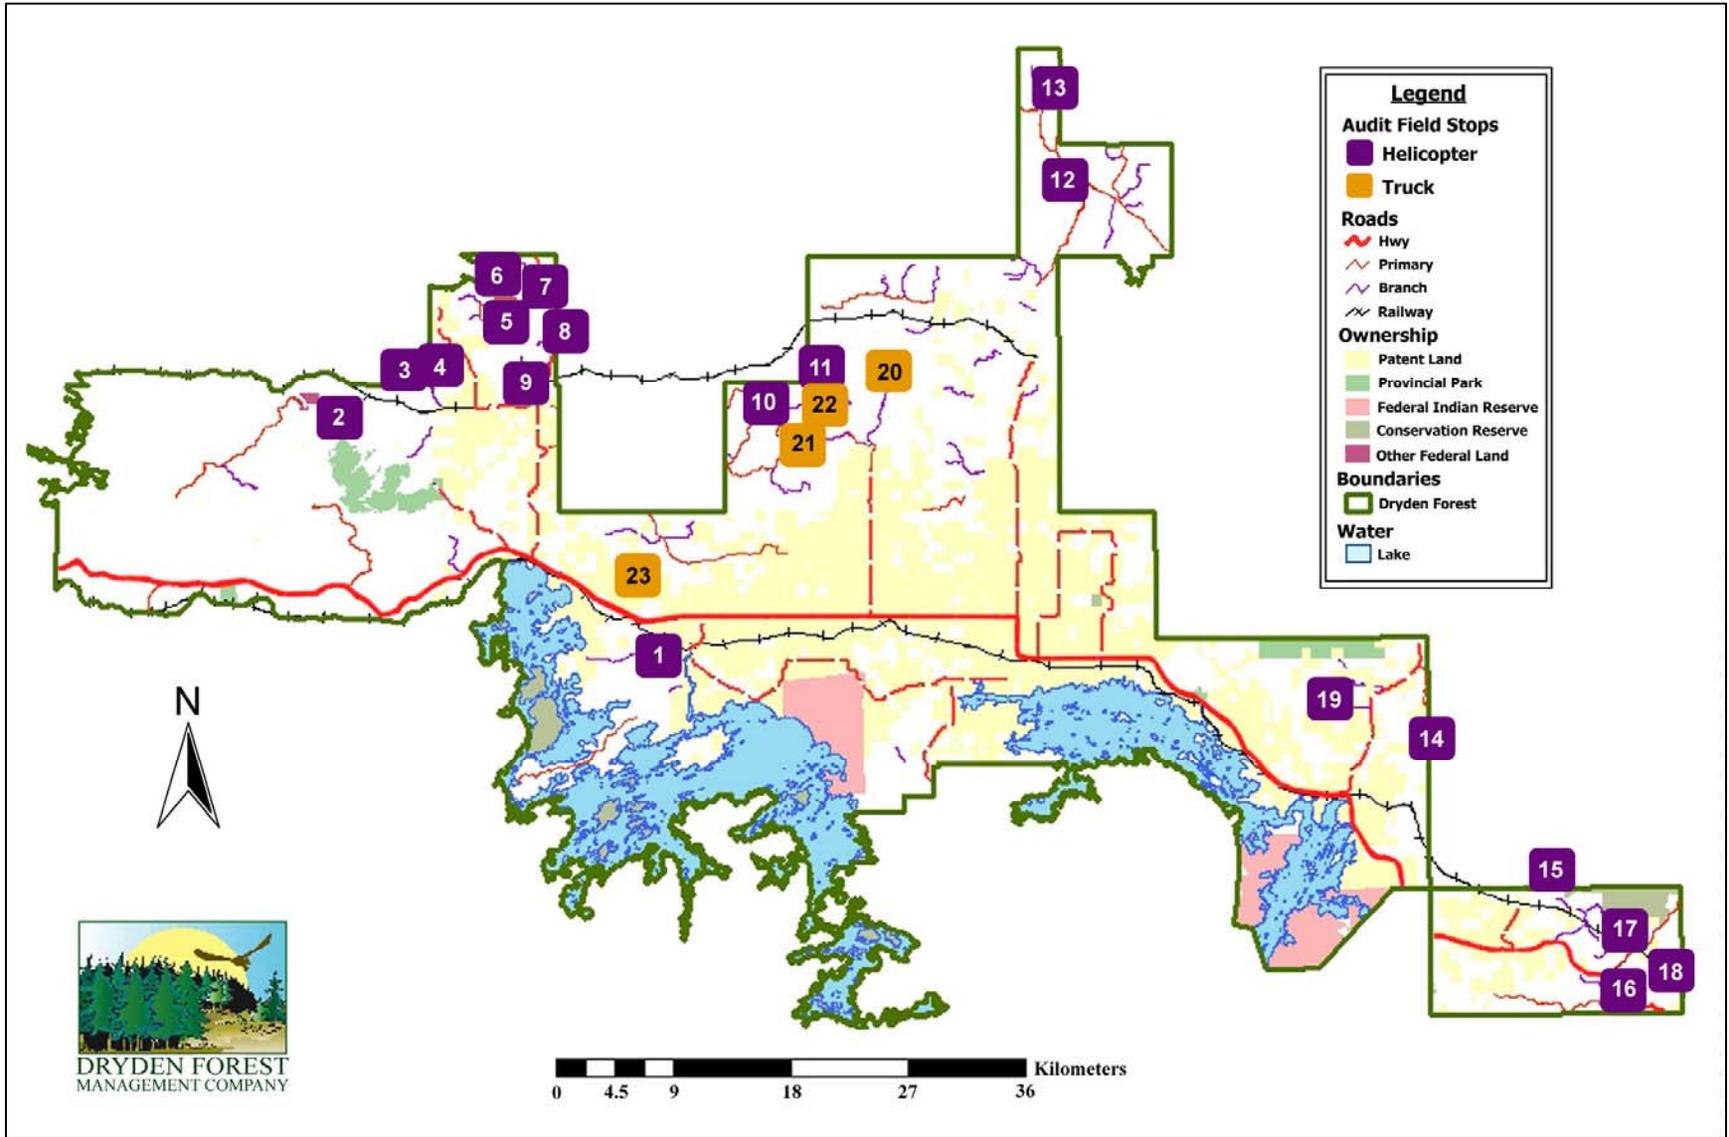 13
12
6
7
5
8
3
4
9
11
20
10
22
2
21
23
1
19
14
15
17
18
16
N
Legend
Audit Field Stops
Helicopter
Truck
Roads
Hwy
Primary
Branch
Railway
Ownership
Patent Land
Provincial Park
Federal Indian Reserve
Conservation Reserve
Other Federal Land
Boundaries
Dryden Forest
Water
Lake
DRYDEN FOREST
MANAGEMENT COMPANY
Kilometers
0 4.5 9 18 27 36